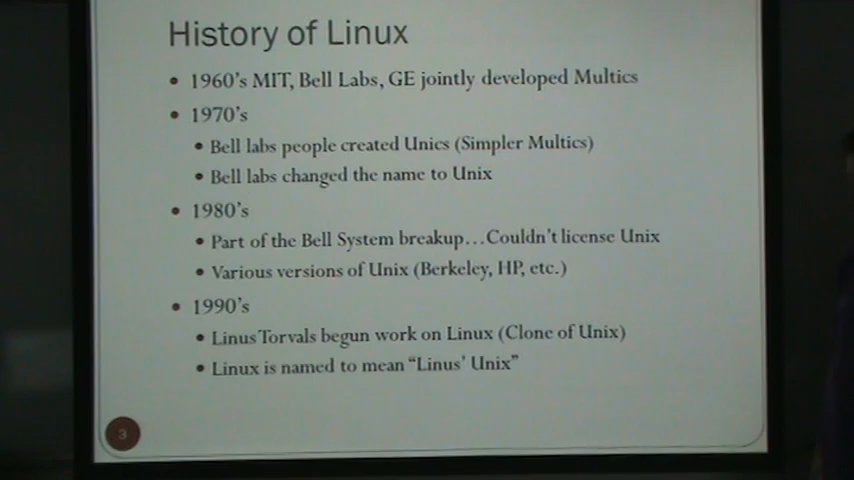 History of Linux
• 1960's MIT, Bell Labs, GE jointly developed Multics
• 1970's
• Bell labs people created Unics (Simpler Multics)
• Bell labs changed the name to Unix
• 1980's
• Part of the Bell System breakup…Couldn't license Unix
• Various versions of Unix (Berkeley, HP, etc.)
• 1990's
• Linus Torvals begun work on Linux (Clone of Unix)
• Linux is named to mean “Linus' Unix”
3